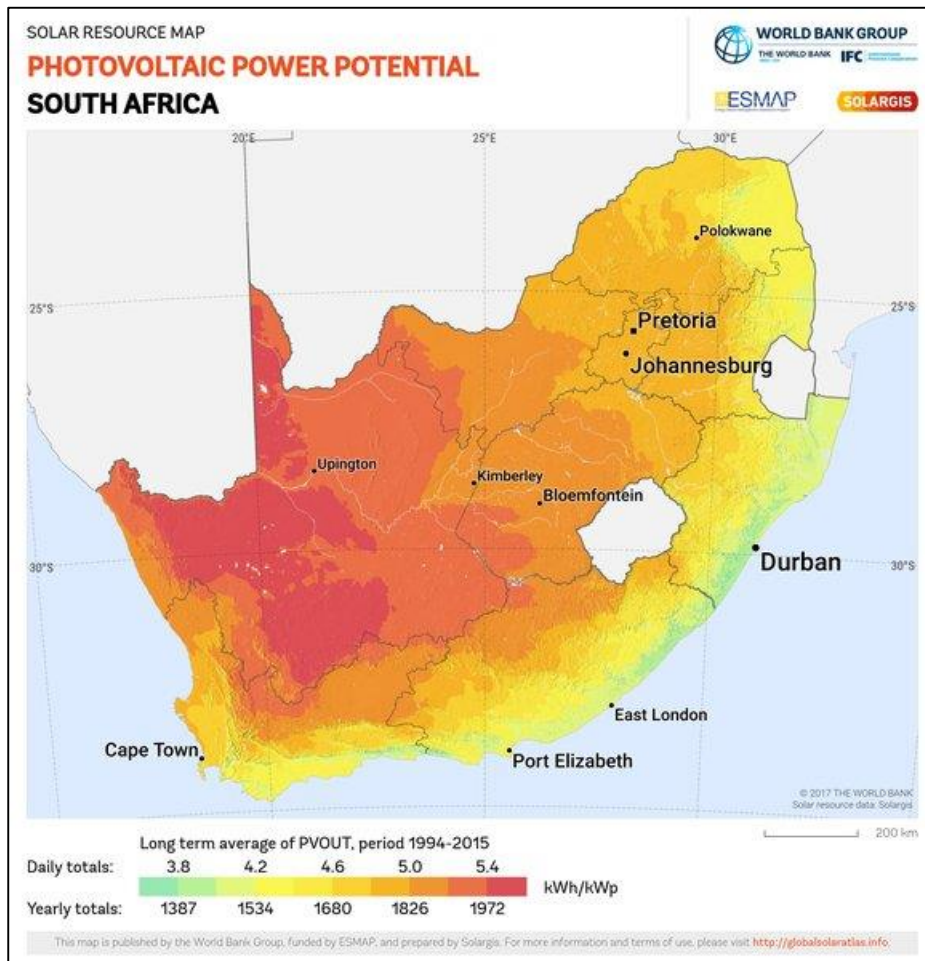 SOLAR RESOURCE MAP
PHOTOVOLTAIC POWER POTENTIAL
SOUTH AFRICA
WORLD BANK GROUP
THE WORLD BANK
IFC
ESMAP
SOLARGIS
20°E
25°E
30°E
Polokwane
25°S
25°S
Pretoria
Johannesburg
Upington
Kimberley
Bloemfontein
Durban
30°S
30°S
East London
Cape Town
Port Elizabeth
© 2017 THE WORLD BANK
Solar resource data: Solargis
200 km
Long term average of PVOUT, period 1994-2015
Daily totals: 3.8 4.2 4.6 5.0 5.4
kWh/kWp
Yearly totals: 1387 1534 1680 1826 1972
This map is published by the World Bank Group, funded by ESMAP, and prepared by Solargis. For more information and terms of use, please visit http://globalsolaratlas.info.